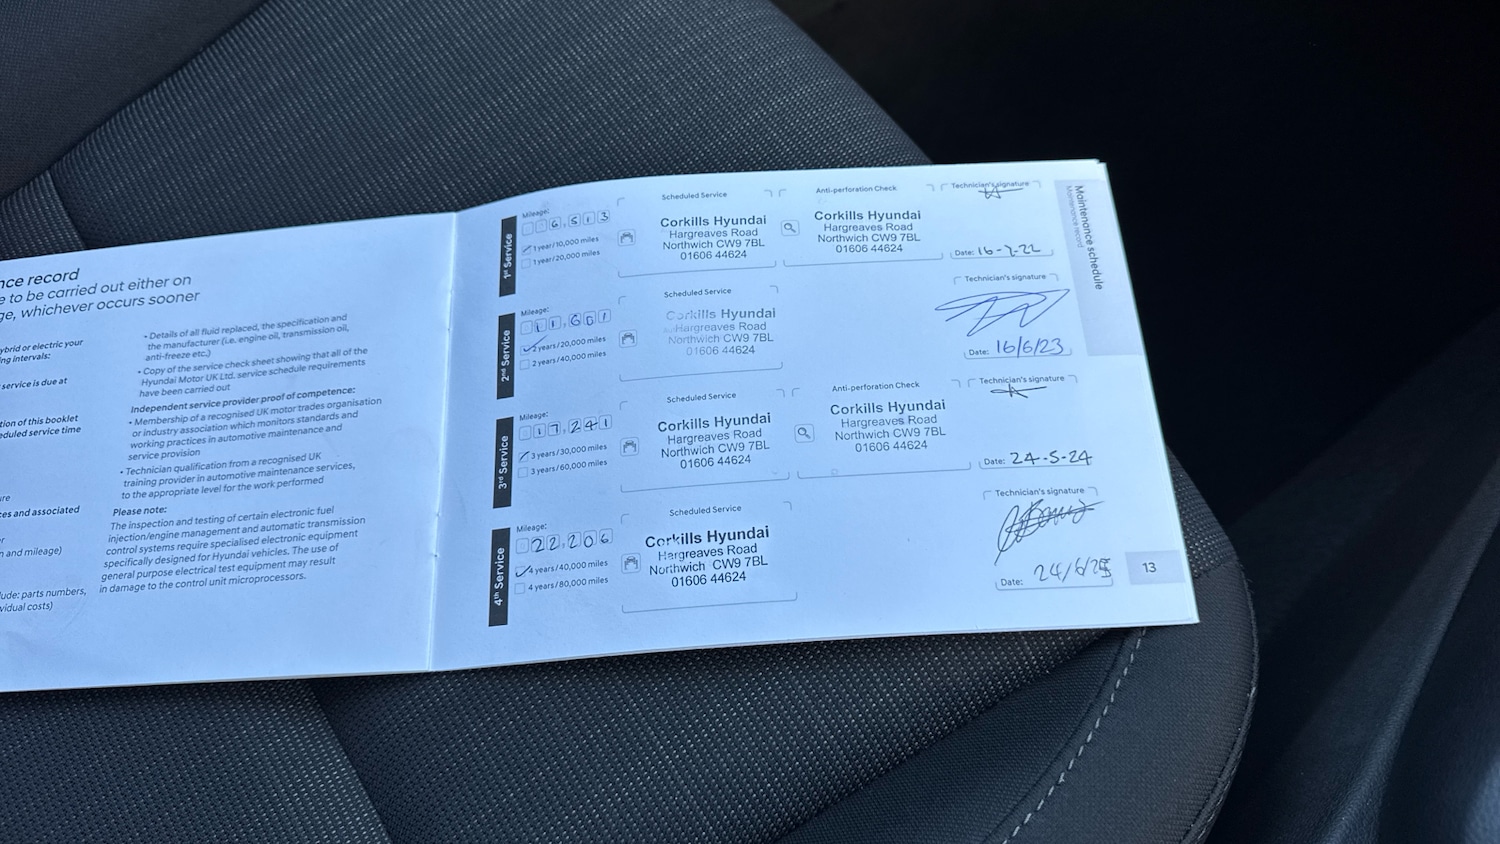 nce record
e to be carried out either on
ge, whichever occurs sooner
ybrid or electric your
ng intervals:
service is due at
tion of this booklet
eduled service time
ure
ces and associated
er
n and mileage)
lude: parts numbers,
vidual costs)
• Details of all fluid replaced, the specification and
the manufacturer (i.e. engine oil, transmission oil,
anti-freeze etc.)
• Copy of the service check sheet showing that all of the
Hyundai Motor UK Ltd. service schedule requirements
have been carried out
Independent service provider proof of competence:
• Membership of a recognised UK motor trades organisation
or industry association which monitors standards and
working practices in automotive maintenance and
service provision
• Technician qualification from a recognised UK
training provider in automotive maintenance services,
to the appropriate level for the work performed
Please note:
The inspection and testing of certain electronic fuel
injection/engine management and automatic transmission
control systems require specialised electronic equipment
specifically designed for Hyundai vehicles. The use of
general purpose electrical test equipment may result
in damage to the control unit microprocessors.
1st Service
Mileage:
6,513
1 year/10,000 miles
1 year/20,000 miles
Scheduled Service
Corkills Hyundai
Hargreaves Road
Northwich CW9 7BL
01606 44624
Anti-perforation Check
Corkills Hyundai
Hargreaves Road
Northwich CW9 7BL
01606 44624
Technician's signature
Date: 16-7-22
2nd Service
Mileage:
11,601
2 years/20,000 miles
2 years/40,000 miles
Scheduled Service
Corkills Hyundai
Hargreaves Road
Northwich CW9 7BL
01606 44624
Technician's signature
Date: 16/6/23
3rd Service
Mileage:
17,241
3 years/30,000 miles
3 years/60,000 miles
Scheduled Service
Corkills Hyundai
Hargreaves Road
Northwich CW9 7BL
01606 44624
Anti-perforation Check
Corkills Hyundai
Hargreaves Road
Northwich CW9 7BL
01606 44624
Technician's signature
Date: 24-5-24
4th Service
Mileage:
22,206
4 years/40,000 miles
4 years/80,000 miles
Scheduled Service
Corkills Hyundai
Hargreaves Road
Northwich CW9 7BL
01606 44624
Technician's signature
Date: 24/6/25
Maintenance schedule
Maintenance record
13